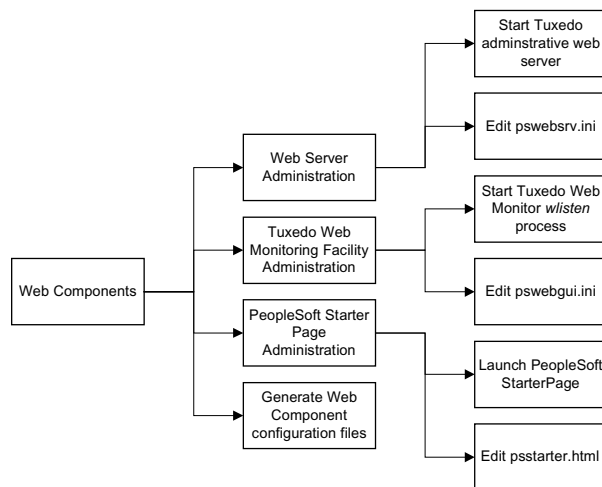 Web Components
Web Server
Administration
Tuxedo Web
Monitoring Facility
Administration
PeopleSoft Starter
Page
Administration
Generate Web
Component
configuration files
Start Tuxedo
adminstrative web
server
Edit pswebsrv.ini
Start Tuxedo Web
Monitor wlisten
process
Edit pswebgui.ini
Launch PeopleSoft
StarterPage
Edit psstarter.html